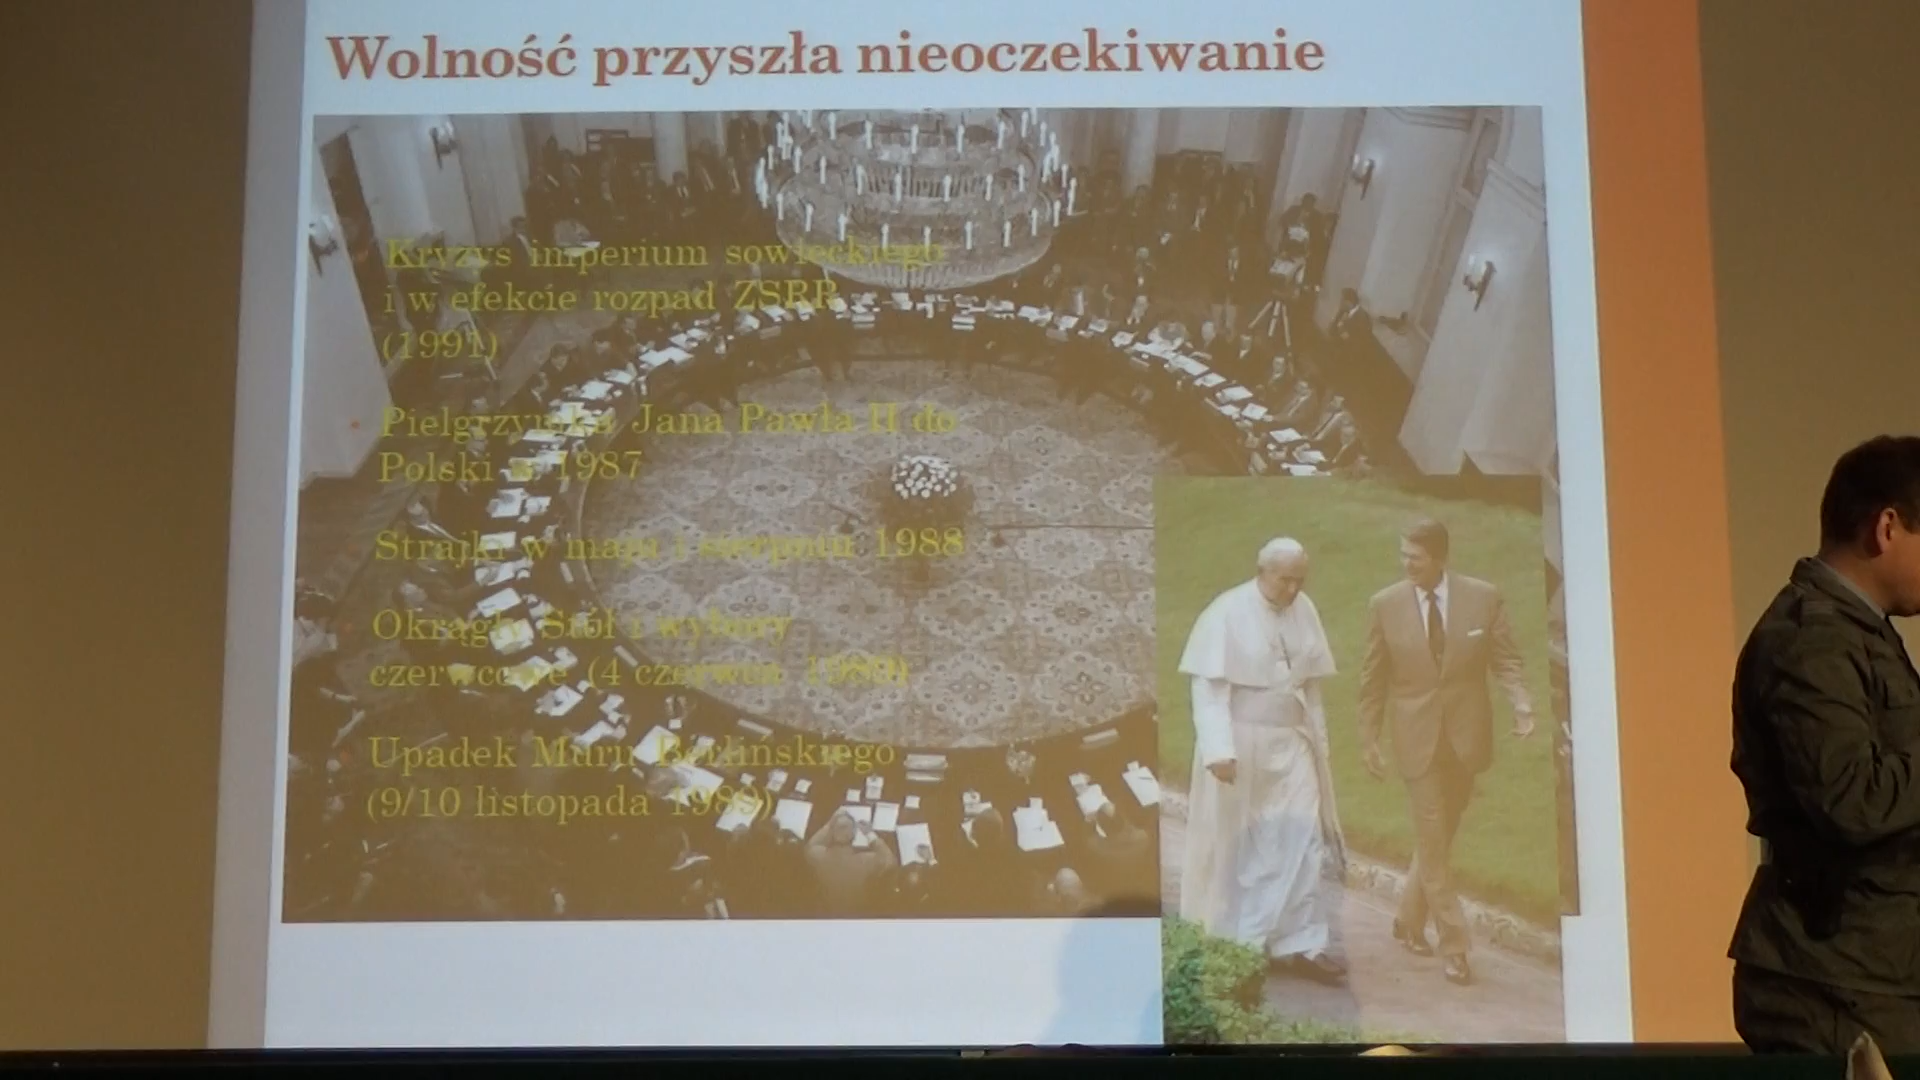 Wolność przyszła nieoczekiwanie
Kryzys imperium sowieckiego
i w efekcie rozpad ZSRR
(1991)
Pielgrzymka Jana Pawła II do
Polski w 1987
Strajki w maju i sierpniu 1988
Okrągły Stół i wybory
czerwcowe (4 czerwca 1989)
Upadek Muru Berlińskiego
(9/10 listopada 1989)